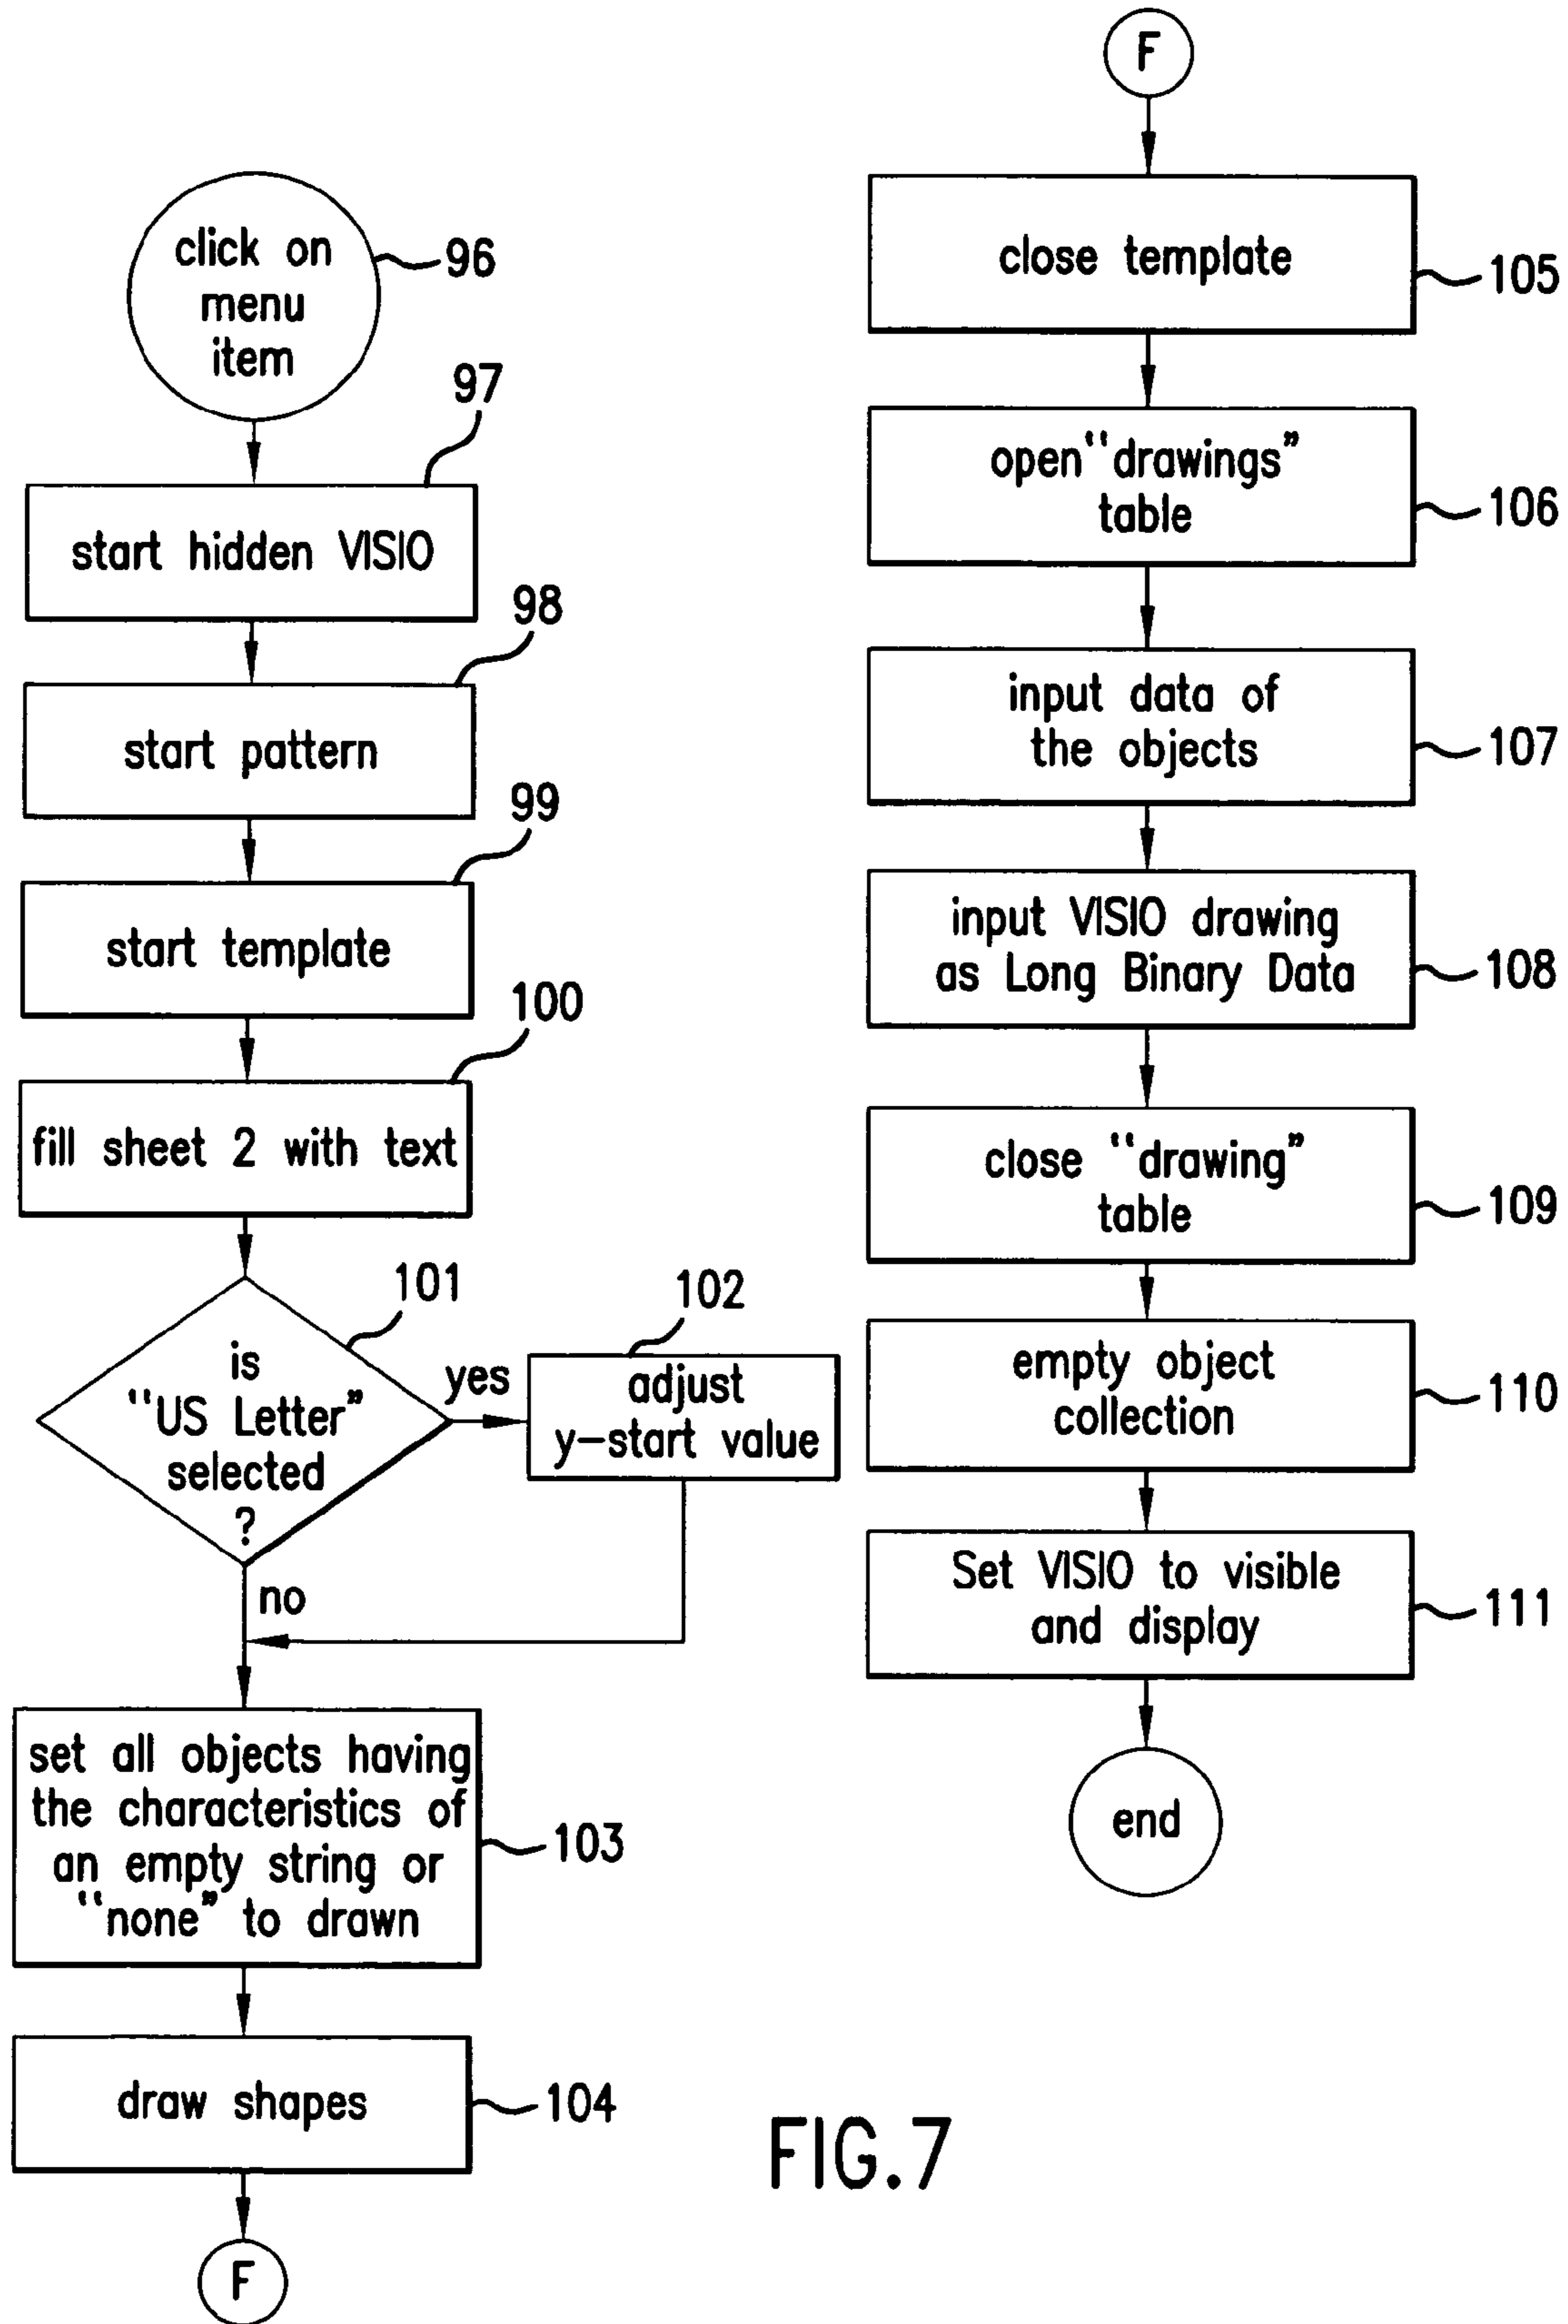 click on
menu
item
96
97
start hidden VISIO
98
start pattern
99
start template
100
fill sheet 2 with text
101
is
“US Letter”
selected
?
yes
102
adjust
y-start value
no
set all objects having
the characteristics of
an empty string or
“none” to drawn
103
draw shapes
104
F
F
close template
105
open “drawings”
table
106
input data of
the objects
107
input VISIO drawing
as Long Binary Data
108
close “drawing”
table
109
empty object
collection
110
Set VISIO to visible
and display
111
end
FIG.7